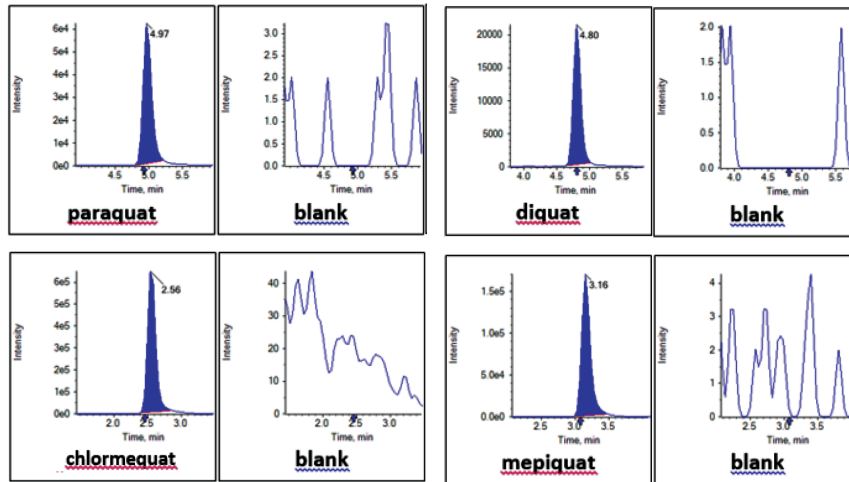 6e4
5e4
4e4
3e4
2e4
1e4
0e0
Intensity
4.97
4.5 5.0 5.5
Time, min
paraquat
3.0
2.5
2.0
1.5
1.0
0.5
0.0
Intensity
4.5 5.0 5.5
Time, min
blank
20000
15000
10000
5000
0
Intensity
4.80
4.0 4.5 5.0 5.5
Time, min
diquat
2.0
1.5
1.0
0.5
0.0
Intensity
4.0 4.5 5.0 5.5
Time, min
blank
6e5
5e5
4e5
3e5
2e5
1e5
0e0
Intensity
2.56
2.0 2.5 3.0
Time, min
chlormequat
40
30
20
10
0
Intensity
2.0 2.5 3.0
Time, min
blank
1.5e5
1.0e5
5.0e4
0.0e0
Intensity
3.16
2.5 3.0 3.5
Time, min
mepiquat
4
3
2
1
0
Intensity
2.5 3.0 3.5
Time, min
blank